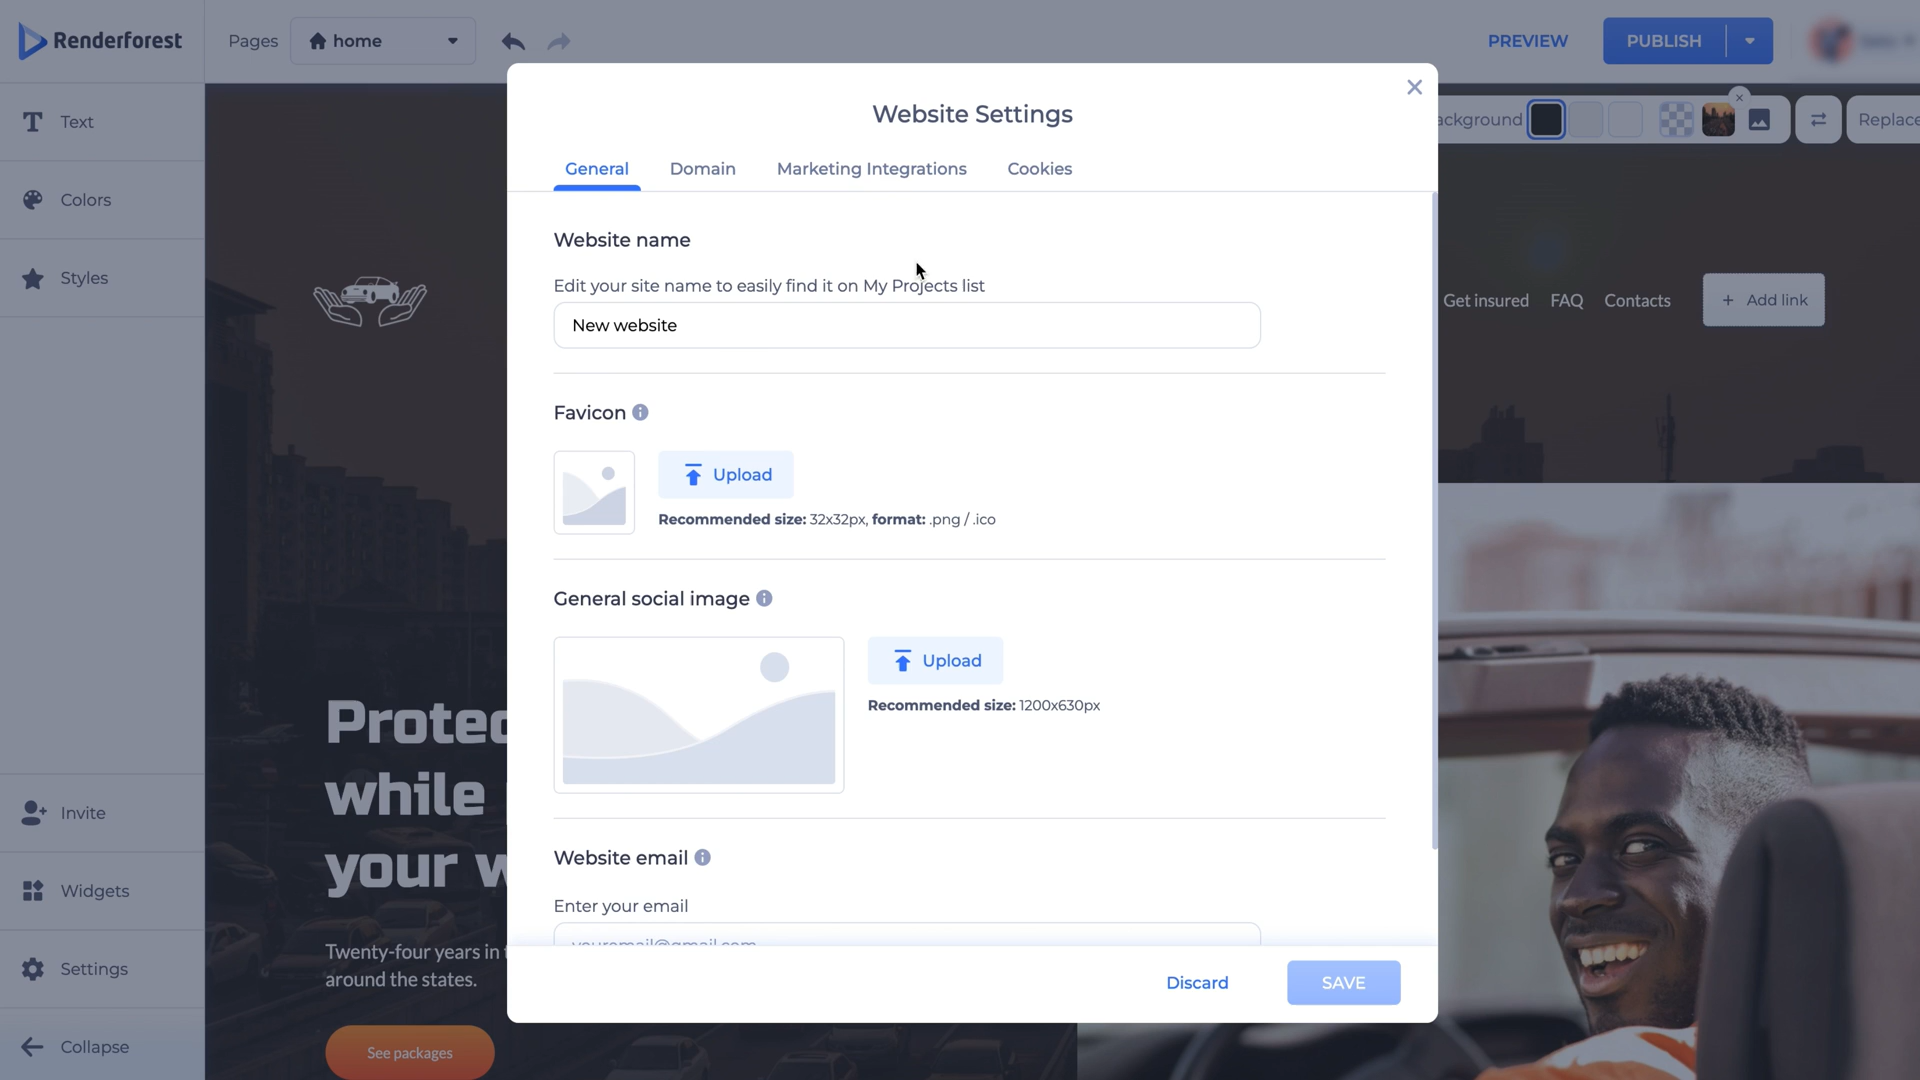 Renderforest
Pages
home
PREVIEW
PUBLISH
Text
Colors
Styles
Invite
Widgets
Settings
Collapse
Website Settings
General
Domain
Marketing Integrations
Cookies
Website name
Edit your site name to easily find it on My Projects list
New website
Favicon
Upload
Recommended size: 32x32px, format: .png / .ico
General social image
Upload
Recommended size: 1200x630px
Website email
Enter your email
youremail@gmail.com
Discard
SAVE
ackground
Replace
Get insured
FAQ
Contacts
+ Add link
Protec
while
your w
Twenty-four years in t
around the states.
See packages